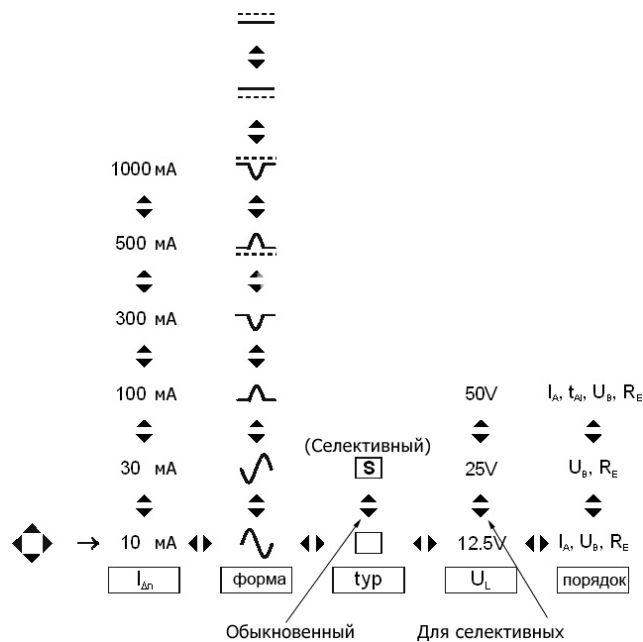 1000 мА
500 мА
300 мА
100 мА 50V I_A, t_AI, U_B, R_E
(Селективный)
30 мА S 25V U_B, R_E
10 мА 12.5V I_A, U_B, R_E
I_Δn форма typ U_L порядок
Обыкновенный Для селективных